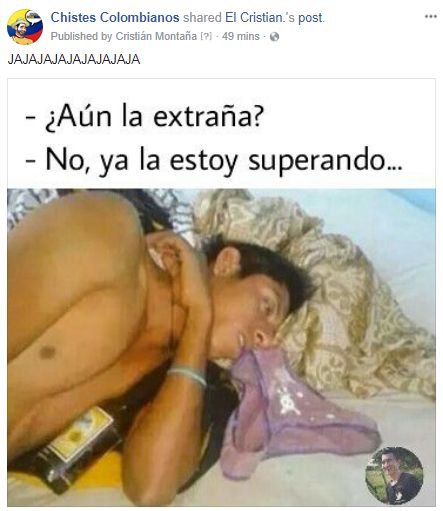 Chistes Colombianos shared El Cristian.'s post.
Published by Cristián Montaña [?] · 49 mins ·
JAJAJAJAJAJAJAJAJA
- ¿Aún la extraña?
- No, ya la estoy superando...